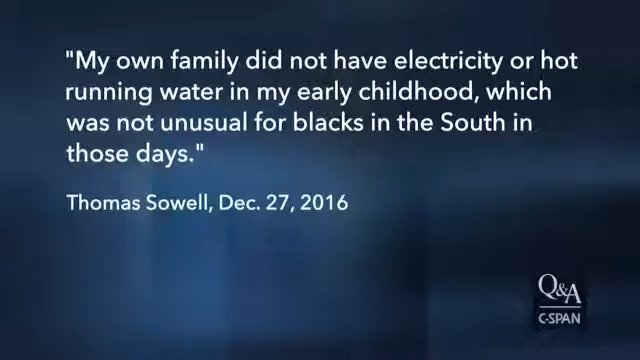 "My own family did not have electricity or hot
running water in my early childhood, which
was not unusual for blacks in the South in
those days."
Thomas Sowell, Dec. 27, 2016
Q&A
C-SPAN